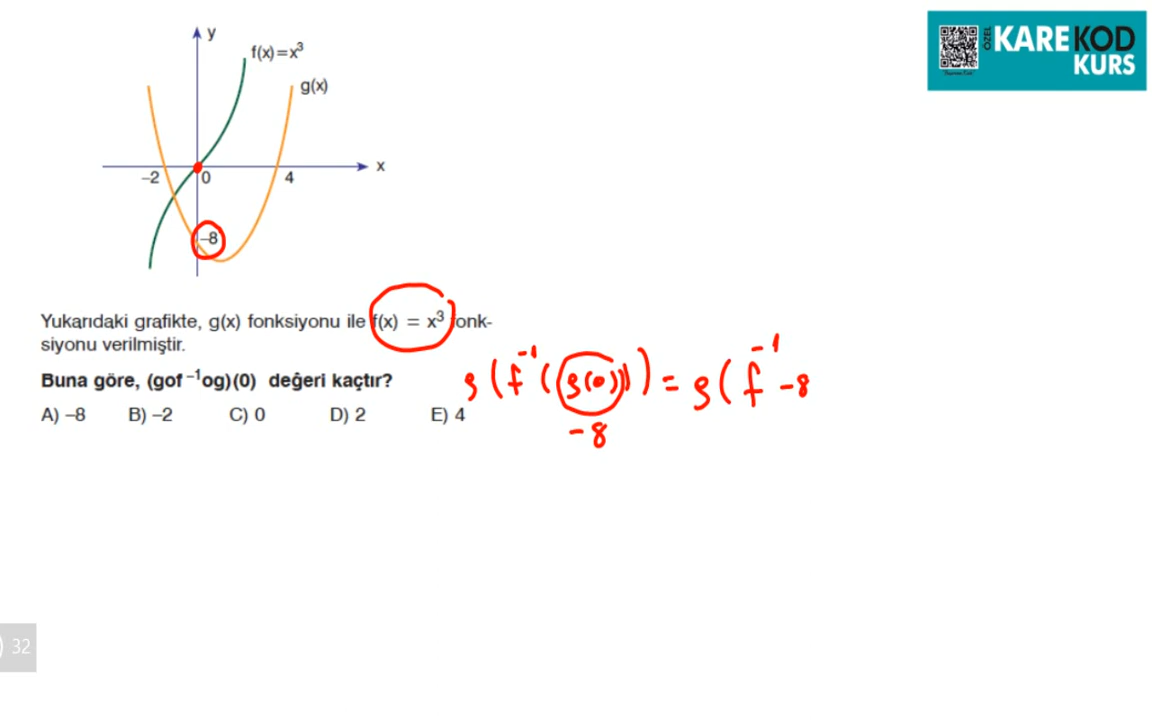 y
f(x)=x³
g(x)
x
-2
0
4
-8
ÖZEL
KAREKOD
KURS
Yukarıdaki grafikte, g(x) fonksiyonu ile f(x) = x³ fonk-
siyonu verilmiştir.
Buna göre, (gof⁻¹og)(0) değeri kaçtır?
A) –8 B) –2 C) 0 D) 2 E) 4
g(f⁻¹(g(0))) = g(f⁻¹ -8
-8
) 32